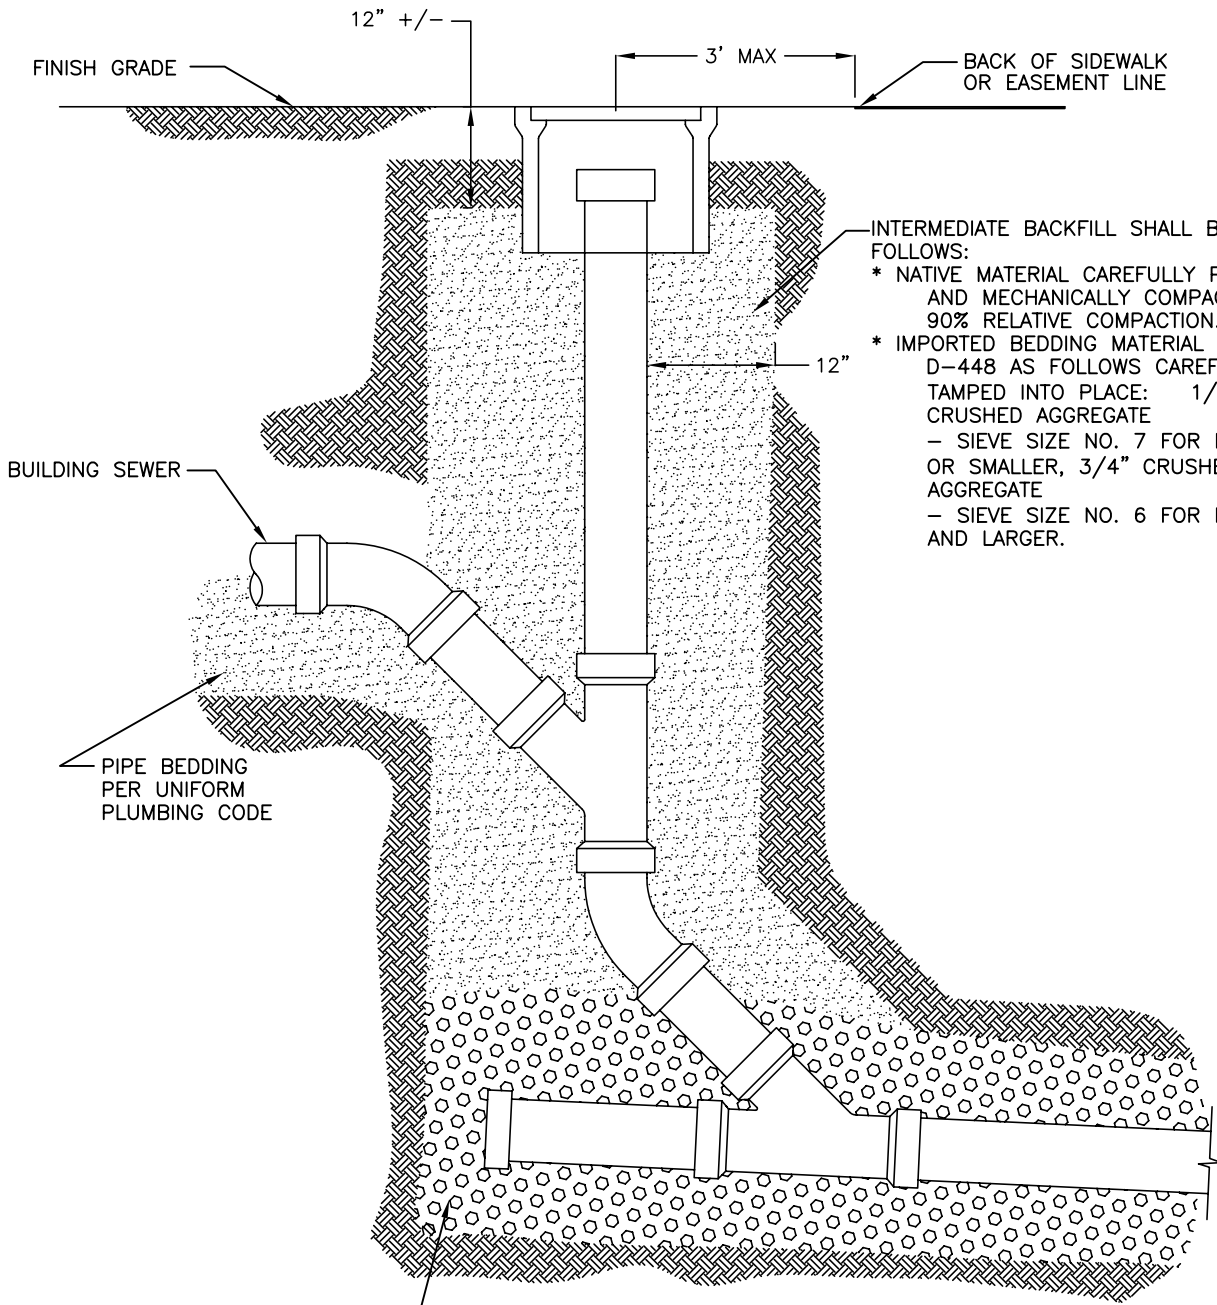 12" +/-
FINISH GRADE
3' MAX
BACK OF SIDEWALK
OR EASEMENT LINE
INTERMEDIATE BACKFILL SHALL
FOLLOWS:
* NATIVE MATERIAL CAREFULLY
AND MECHANICALLY
90% RELATIVE COMPACTION.
* IMPORTED BEDDING MATERIAL
D-448 AS FOLLOWS
TAMPED INTO PLACE: 1/
CRUSHED AGGREGATE
- SIEVE SIZE NO. 7 FOR
OR SMALLER, 3/4"
AGGREGATE
- SIEVE SIZE NO. 6 FOR
AND LARGER.
12"
BUILDING SEWER
PIPE BEDDING
PER UNIFORM
PLUMBING CODE